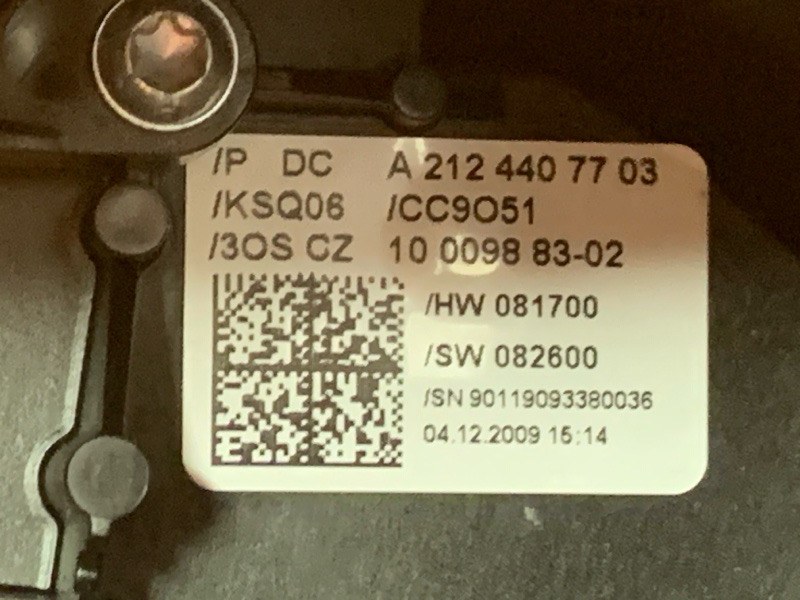 /P DC A 212 440 77 03
/KSQ06 /CC9O51
/3OS CZ 10 0098 83-02
/HW 081700
/SW 082600
/SN 90119093380036
04.12.2009 15:14